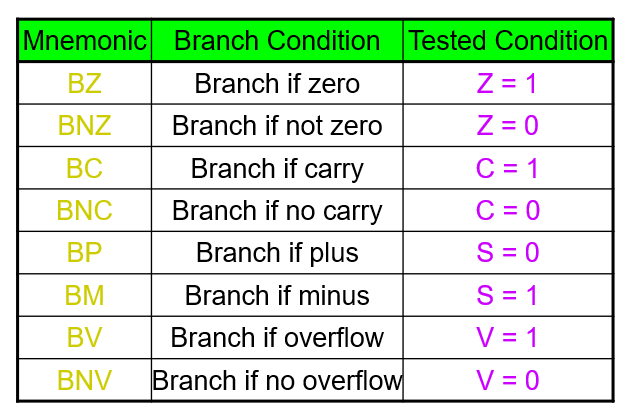 Mnemonic Branch Condition Tested Condition
BZ Branch if zero Z = 1
BNZ Branch if not zero Z = 0
BC Branch if carry C = 1
BNC Branch if no carry C = 0
BP Branch if plus S = 0
BM Branch if minus S = 1
BV Branch if overflow V = 1
BNV Branch if no overflow V = 0